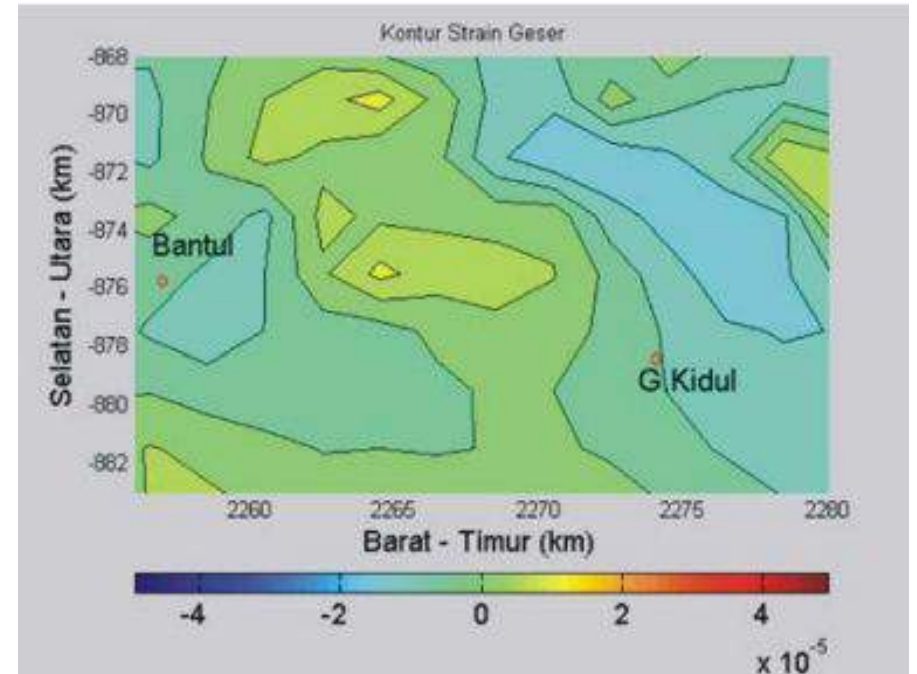 Kontur Strain Geser
Selatan - Utara (km)
-868
-870
-872
-874
-876
-878
-880
-882
Bantul
G.Kidul
2260 2265 2270 2275 2280
Barat - Timur (km)
-4 -2 0 2 4
x 10-5